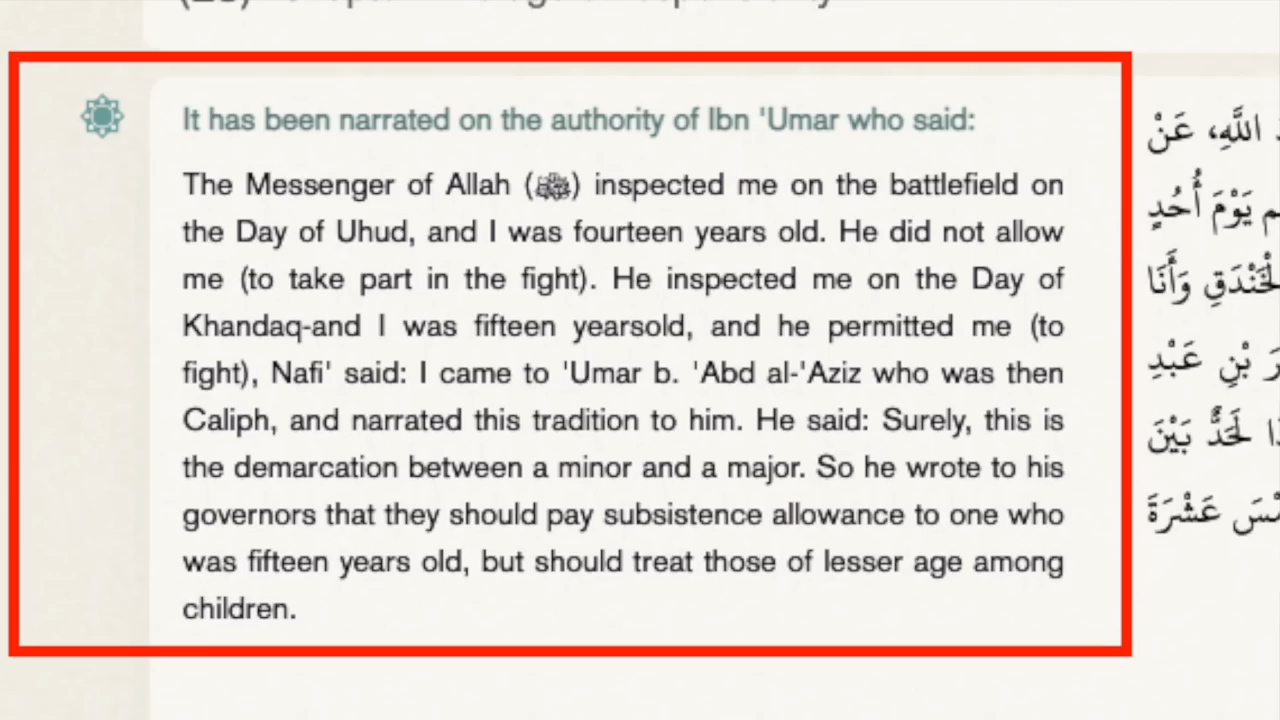 It has been narrated on the authority of Ibn 'Umar who said:
The Messenger of Allah (ﷺ) inspected me on the battlefield on
the Day of Uhud, and I was fourteen years old. He did not allow
me (to take part in the fight). He inspected me on the Day of
Khandaq-and I was fifteen yearsold, and he permitted me (to
fight), Nafi' said: I came to 'Umar b. 'Abd al-'Aziz who was then
Caliph, and narrated this tradition to him. He said: Surely, this is
the demarcation between a minor and a major. So he wrote to his
governors that they should pay subsistence allowance to one who
was fifteen years old, but should treat those of lesser age among
children.
اللَّهِ، عَنْ
يَوْمَ أُحُدٍ
الْخَنْدَقِ وَأَنَا
بْنِ عَبْدِ
لَحَدٌّ بَيْنَ
عَشْرَةَ